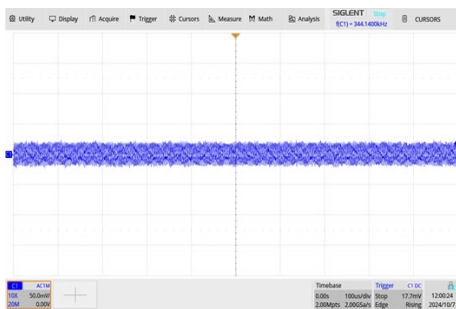 Utility Display Acquire Trigger Cursors Measure Math Analysis
SIGLENT Stop
f(C1) = 344.1400kHz
CURSORS
C1 AC1M
10X 50.0mV/
20M 0.00V
Timebase
0.00s 100us/div
2.00Mpts 2.00GSa/s
Trigger C1 DC
Stop 17.7mV
Edge Rising
12:00:24
2024/10/7